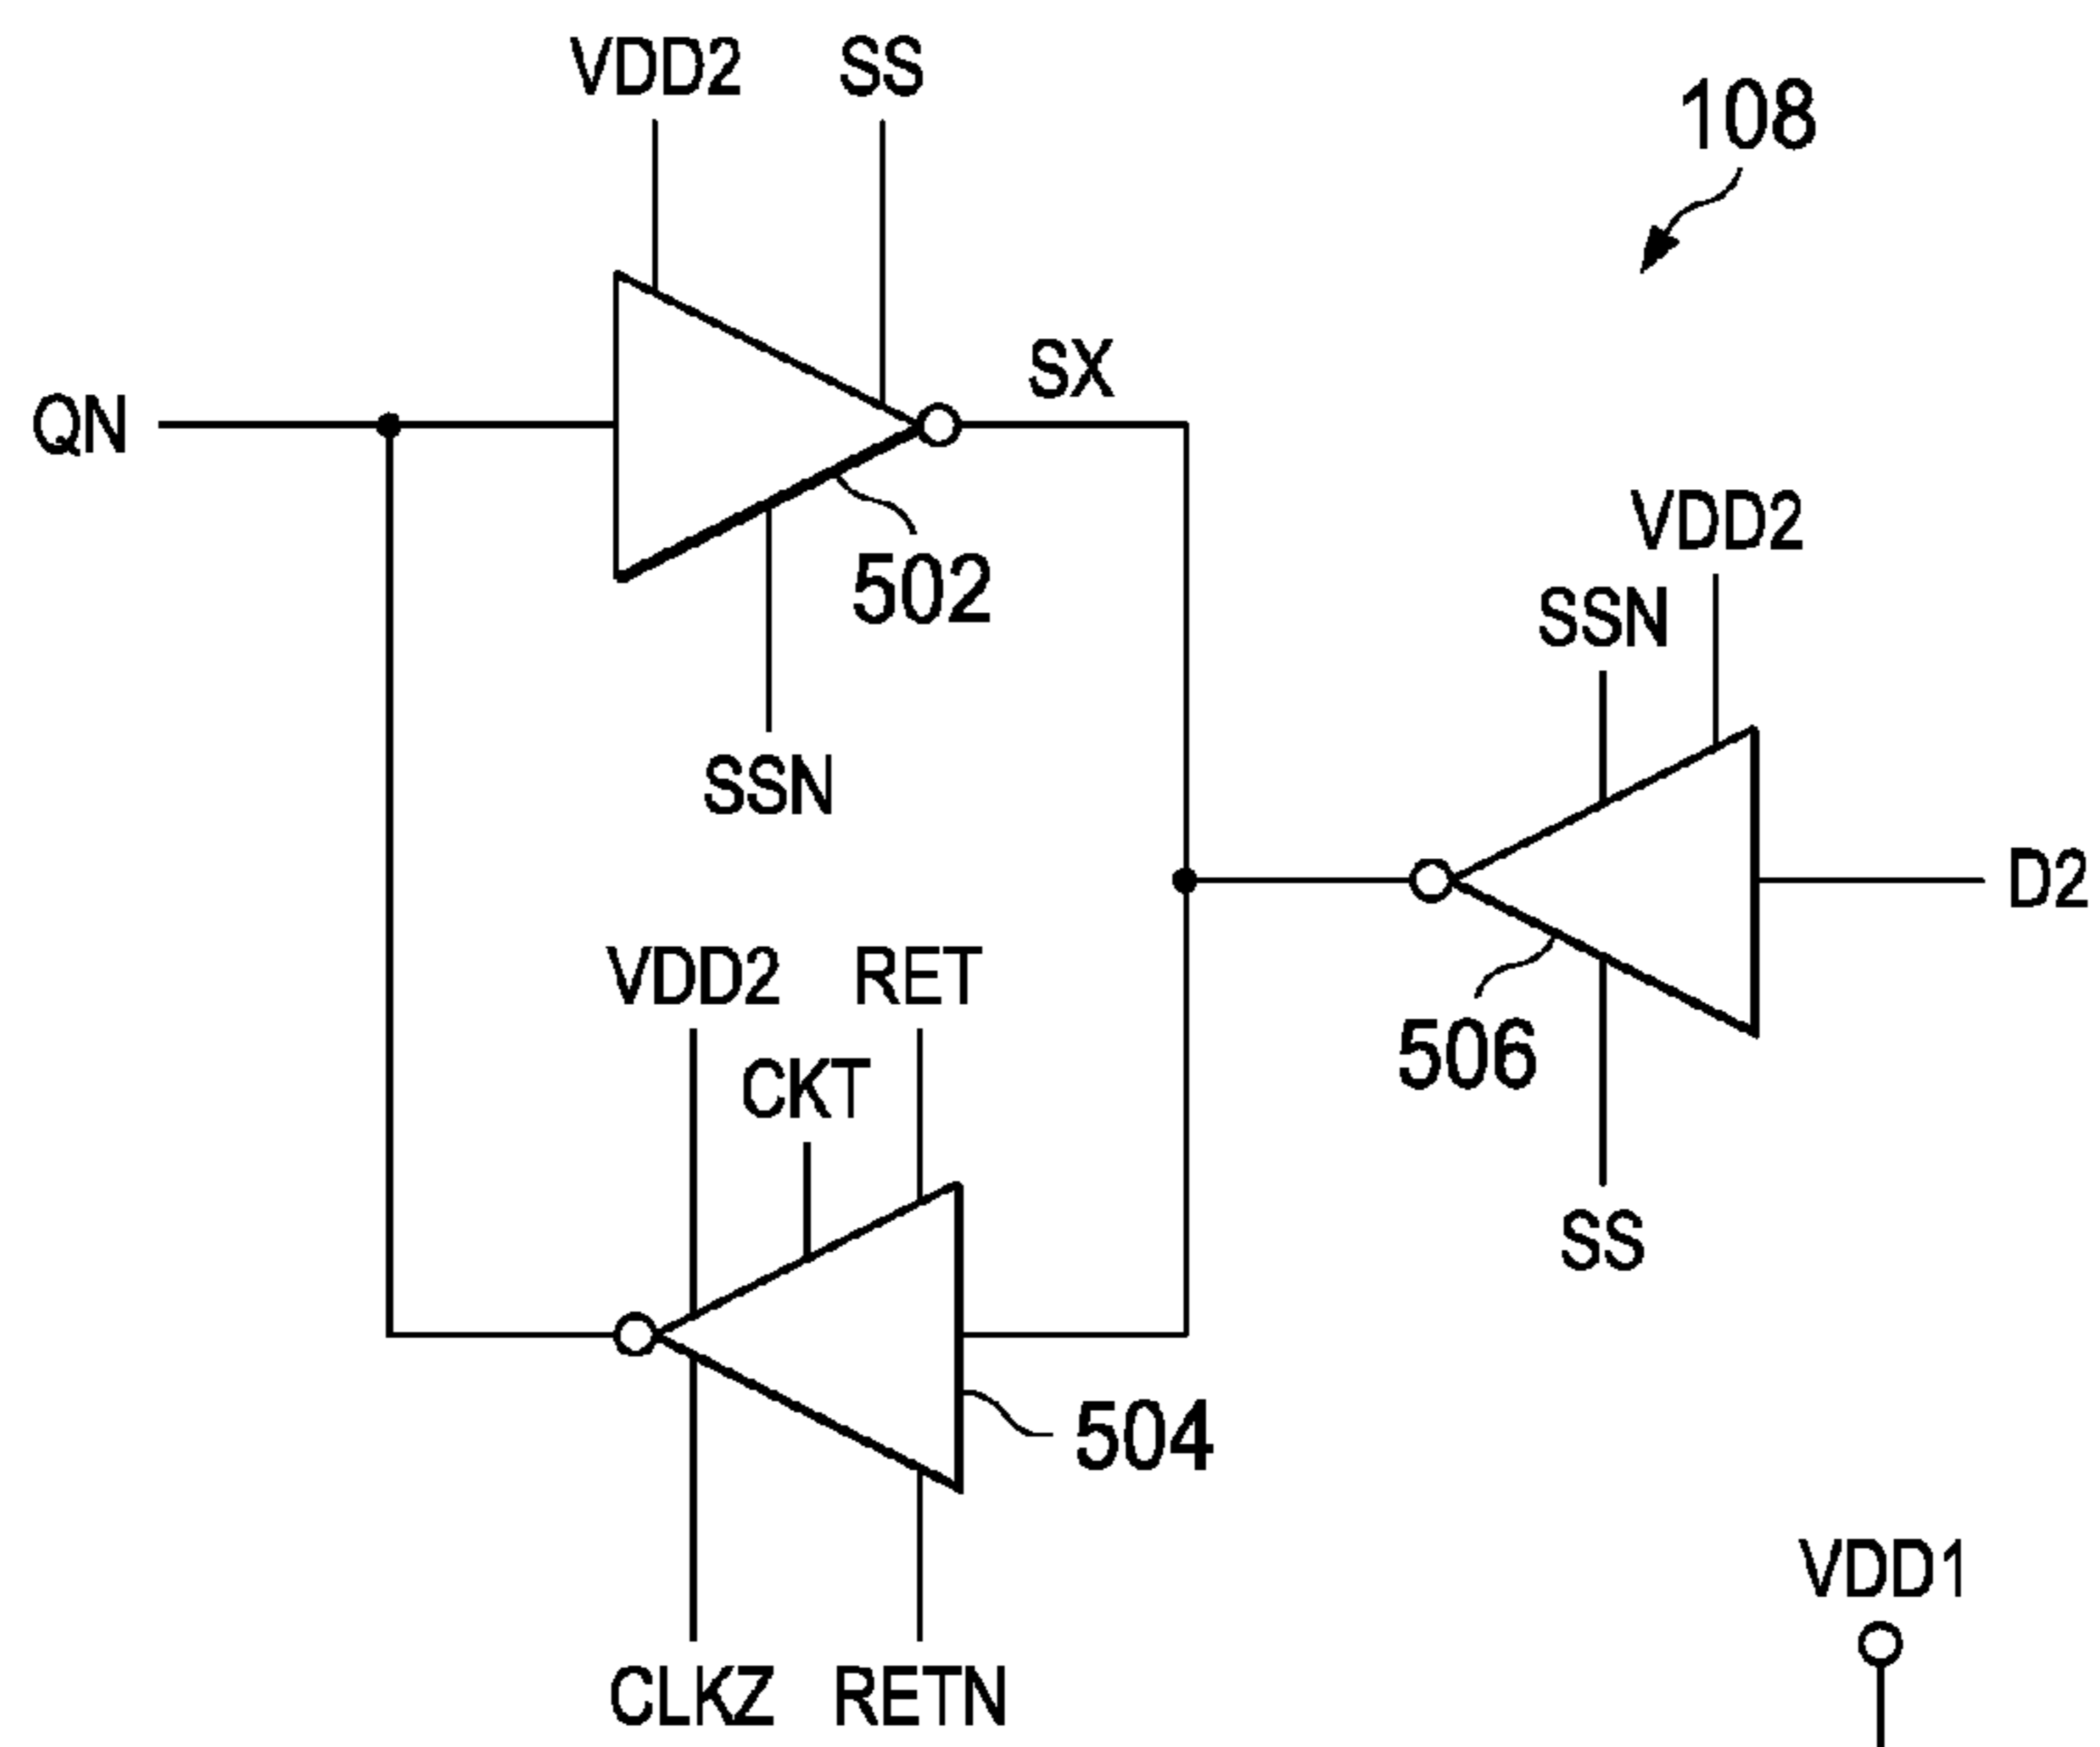 VDD2 SS
108
SX
QN
502
VDD2
SSN
SSN
D2
VDD2 RET
CKT
506
SS
504
VDD1
CLKZ RETN